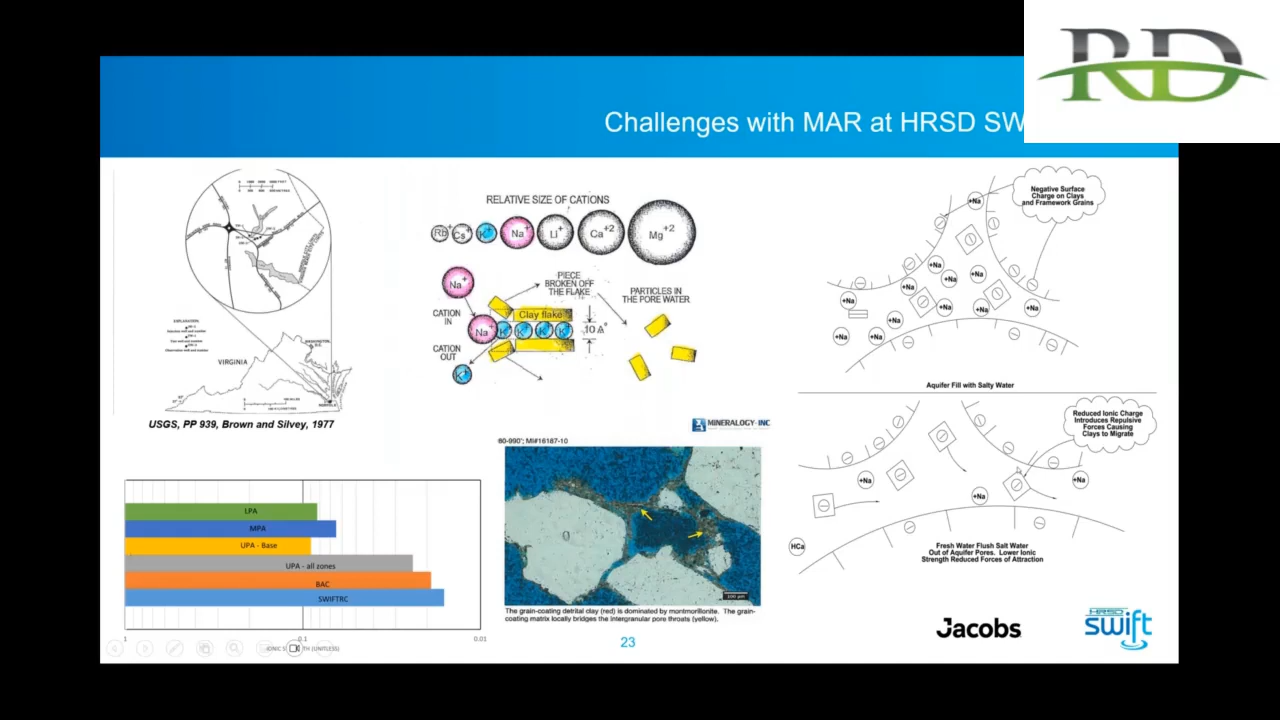 RD
Challenges with MAR at HRSD SW
VIRGINIA
USGS, PP 939, Brown and Silvey, 1977
RELATIVE SIZE OF CATIONS
Rb+ Cs+ K+ Na+ Li+ Ca+2 Mg+2
Na+
CATION
IN
PIECE
BROKEN OFF
THE FLAKE
PARTICLES IN
THE PORE WATER
Clay flake
Na+ K+ K+ K+ K+
10 A°
CATION
OUT
K+
Negative Surface
Charge on Clays
and Framework Grains
+Na
+Na
+Na
+Na
+Na
+Na
+Na
+Na
+Na
+Na
+Na
+Na
Aquifer Fill with Salty Water
Reduced Ionic Charge
Introduces Repulsive
Forces Causing
Clays to Migrate
+Na
+Na
+Na
HCa
Fresh Water Flush Salt Water
Out of Aquifer Pores. Lower Ionic
Strength Reduced Forces of Attraction
LPA
MPA
UPA - Base
UPA - all zones
BAC
SWIFTRC
1 0.1 0.01
MINERALOGY-INC
60-990'; MI#16187-10
The grain-coating detrital clay (red) is dominated by montmorillonite. The grain-
coating matrix locally bridges the intergranular pore throats (yellow).
23
Jacobs
HRSD
swift